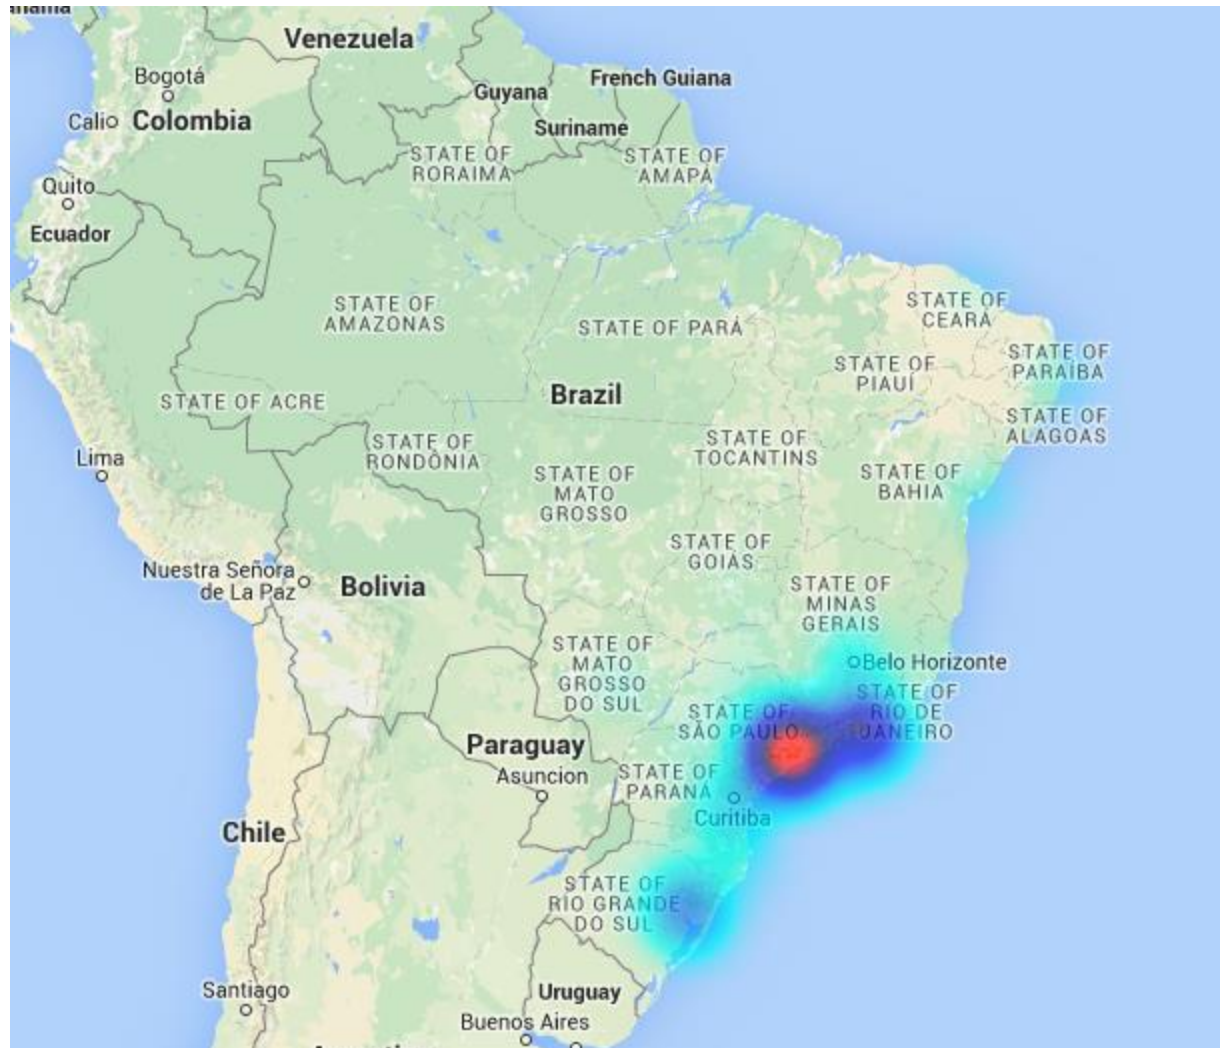 Venezuela
Bogotá
French Guiana
Guyana
Cali
Colombia
Suriname
STATE OF
RORAIMA
STATE OF
AMAPÁ
Quito
Ecuador
STATE OF
CEARÁ
STATE OF
AMAZONAS
STATE OF PARÁ
STATE OF
PARAÍBA
STATE OF
PIAUÍ
Brazil
STATE OF ACRE
STATE OF
ALAGOAS
STATE OF
RONDÔNIA
STATE OF
TOCANTINS
Lima
STATE OF
MATO
GROSSO
STATE OF
BAHIA
STATE OF
GOIÁS
Nuestra Señora
de La Paz
Bolivia
STATE OF
MINAS
GERAIS
STATE OF
MATO
GROSSO
DO SUL
Belo Horizonte
STATE OF
RIO DE
JANEIRO
STATE OF
SÃO PAULO
Paraguay
Asuncion
STATE OF
PARANÁ
Curitiba
Chile
STATE OF
RIO GRANDE
DO SUL
Santiago
Uruguay
Buenos Aires